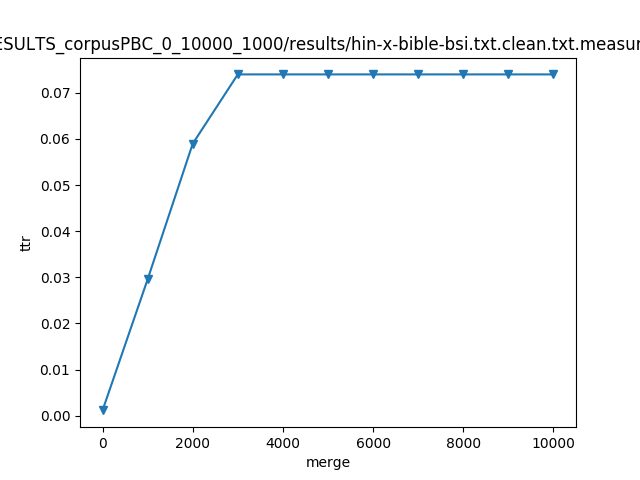 ESULTS_corpusPBC_0_10000_1000/results/hin-x-bible-bsi.txt.clean.txt.measur
0.07
0.06
0.05
0.04
0.03
0.02
0.01
0.00
ttr
0 2000 4000 6000 8000 10000
merge